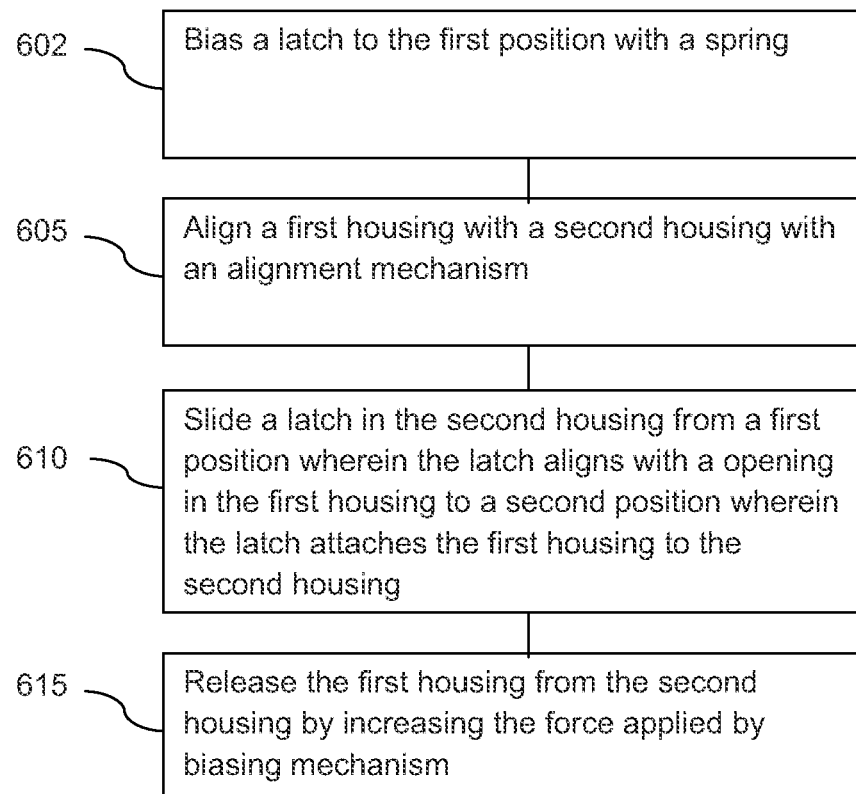 602
Bias a latch to the first position with a spring
605
Align a first housing with a second housing with
an alignment mechanism
610
Slide a latch in the second housing from a first
position wherein the latch aligns with a opening
in the first housing to a second position wherein
the latch attaches the first housing to the
second housing
615
Release the first housing from the second
housing by increasing the force applied by
biasing mechanism